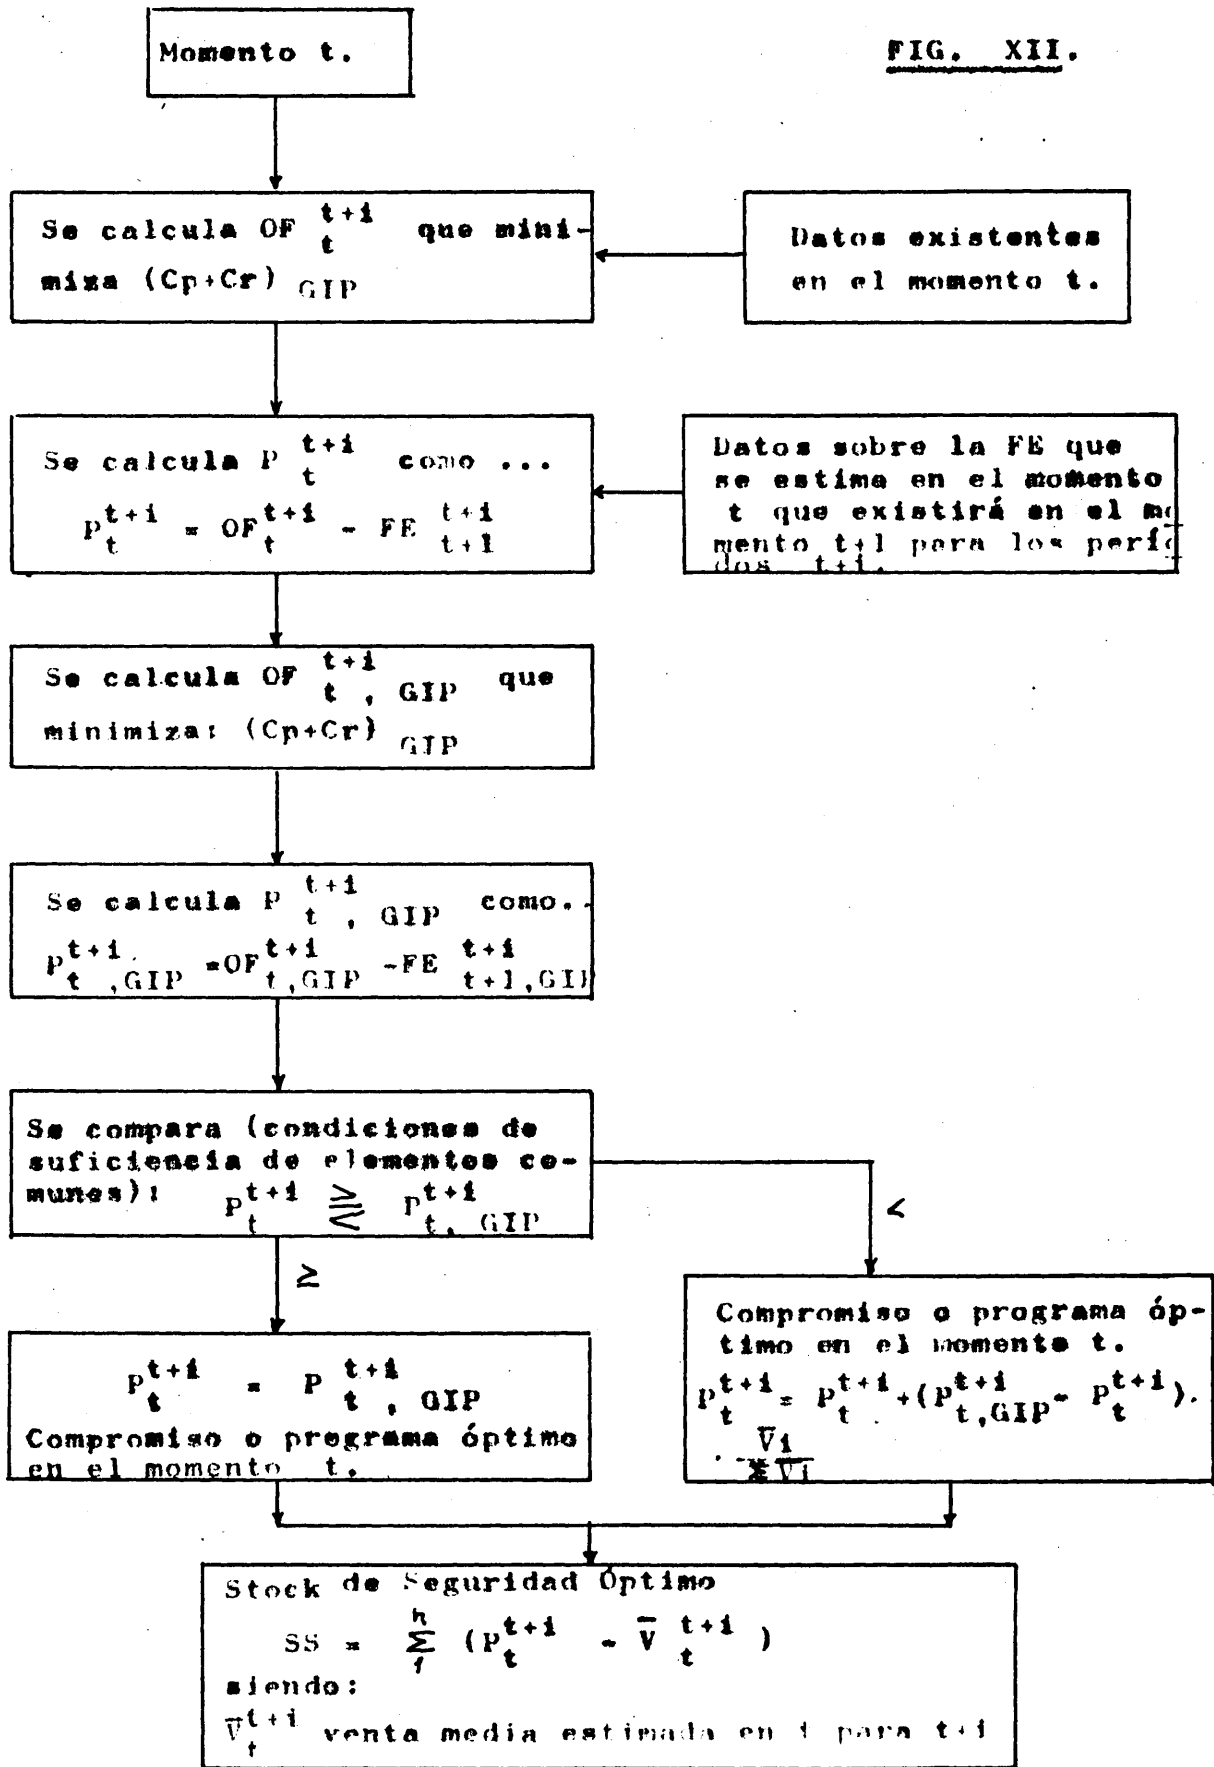 Momento t.
FIG. XII.
Se calcula OF t+i t que mini-
miza (Cp+Cr) GIP
Datos existentes
en el momento t.
Se calcula P t+i t como ...
P t+i t = OF t+i t - FE t+i t+1
Datos sobre la FE que
se estima en el momento
t que existirá en el mo
mento t+1 para los perío
dos t+i.
Se calcula OF t+i t, GIP que
minimiza: (Cp+Cr) GIP
Se calcula P t+i t, GIP como..
P t+i t,GIP =OF t+i t,GIP -FE t+i t+1,GIP
Se compara (condiciones de
suficiencia de elementos co-
munes): P t+i t ⋛ P t+i t, GIP
<
≥
P t+i t = P t+i t, GIP
Compromiso o programa óptimo
en el momento t.
Compromiso o programa óp-
timo en el momento t.
P t+i t = P t+i t +(P t+i t,GIP - P t+i t).
. V̄i / Σ V̄i
Stock de Seguridad Óptimo
SS = Σ n 1 (P t+i t - V̄ t+i t)
siendo:
V̄ t+i t venta media estimada en i para t+i